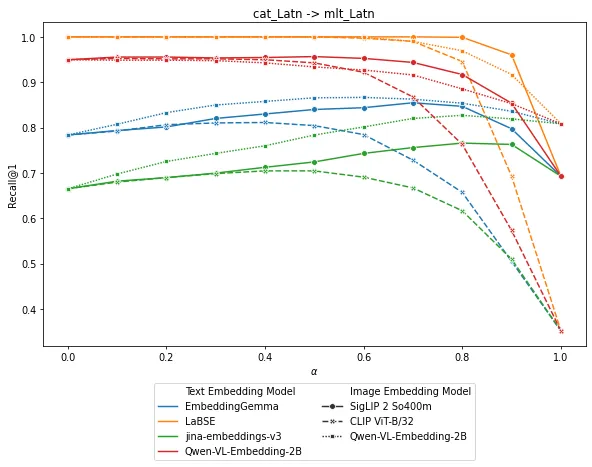 cat_Latn -> mlt_Latn
1.0
0.9
0.8
0.7
0.6
0.5
0.4
Recall@1
0.0 0.2 0.4 0.6 0.8 1.0
α
Text Embedding Model Image Embedding Model
EmbeddingGemma SigLIP 2 So400m
LaBSE CLIP ViT-B/32
jina-embeddings-v3 Qwen-VL-Embedding-2B
Qwen-VL-Embedding-2B